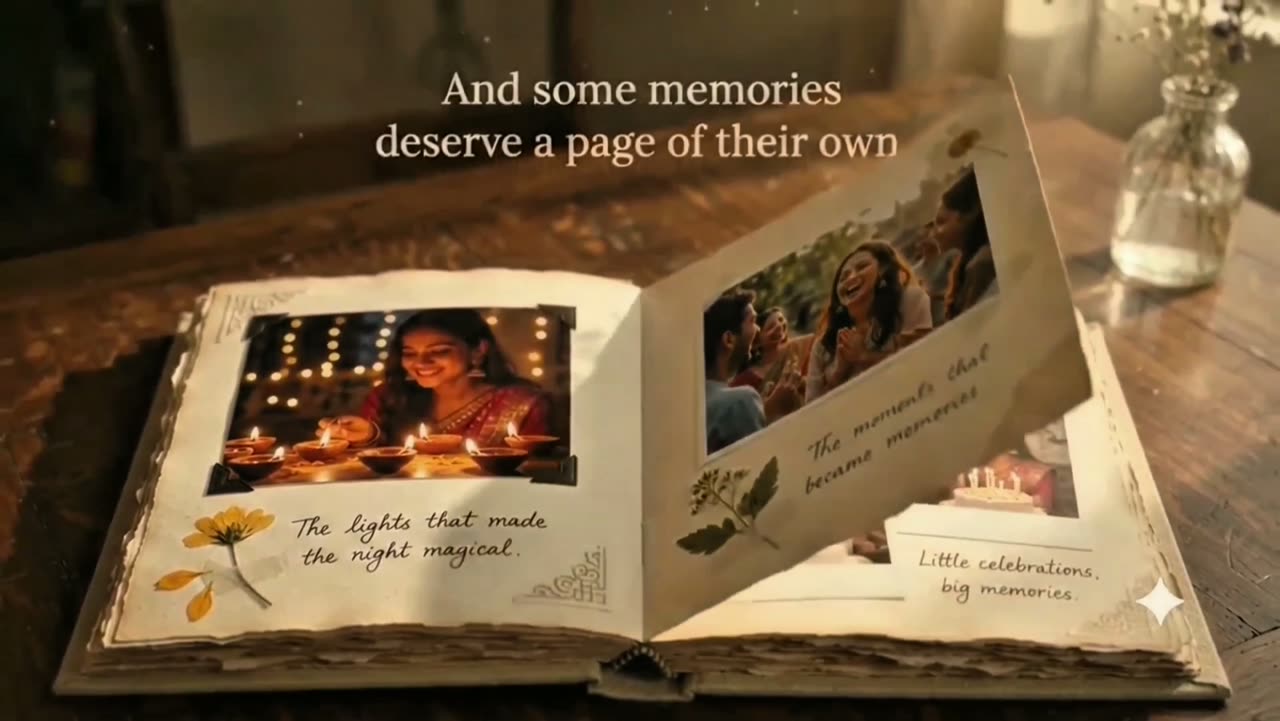 And some memories
deserve a page of their own
The lights that made
the night magical.
The moments that
became memories
Little celebrations,
big memories.